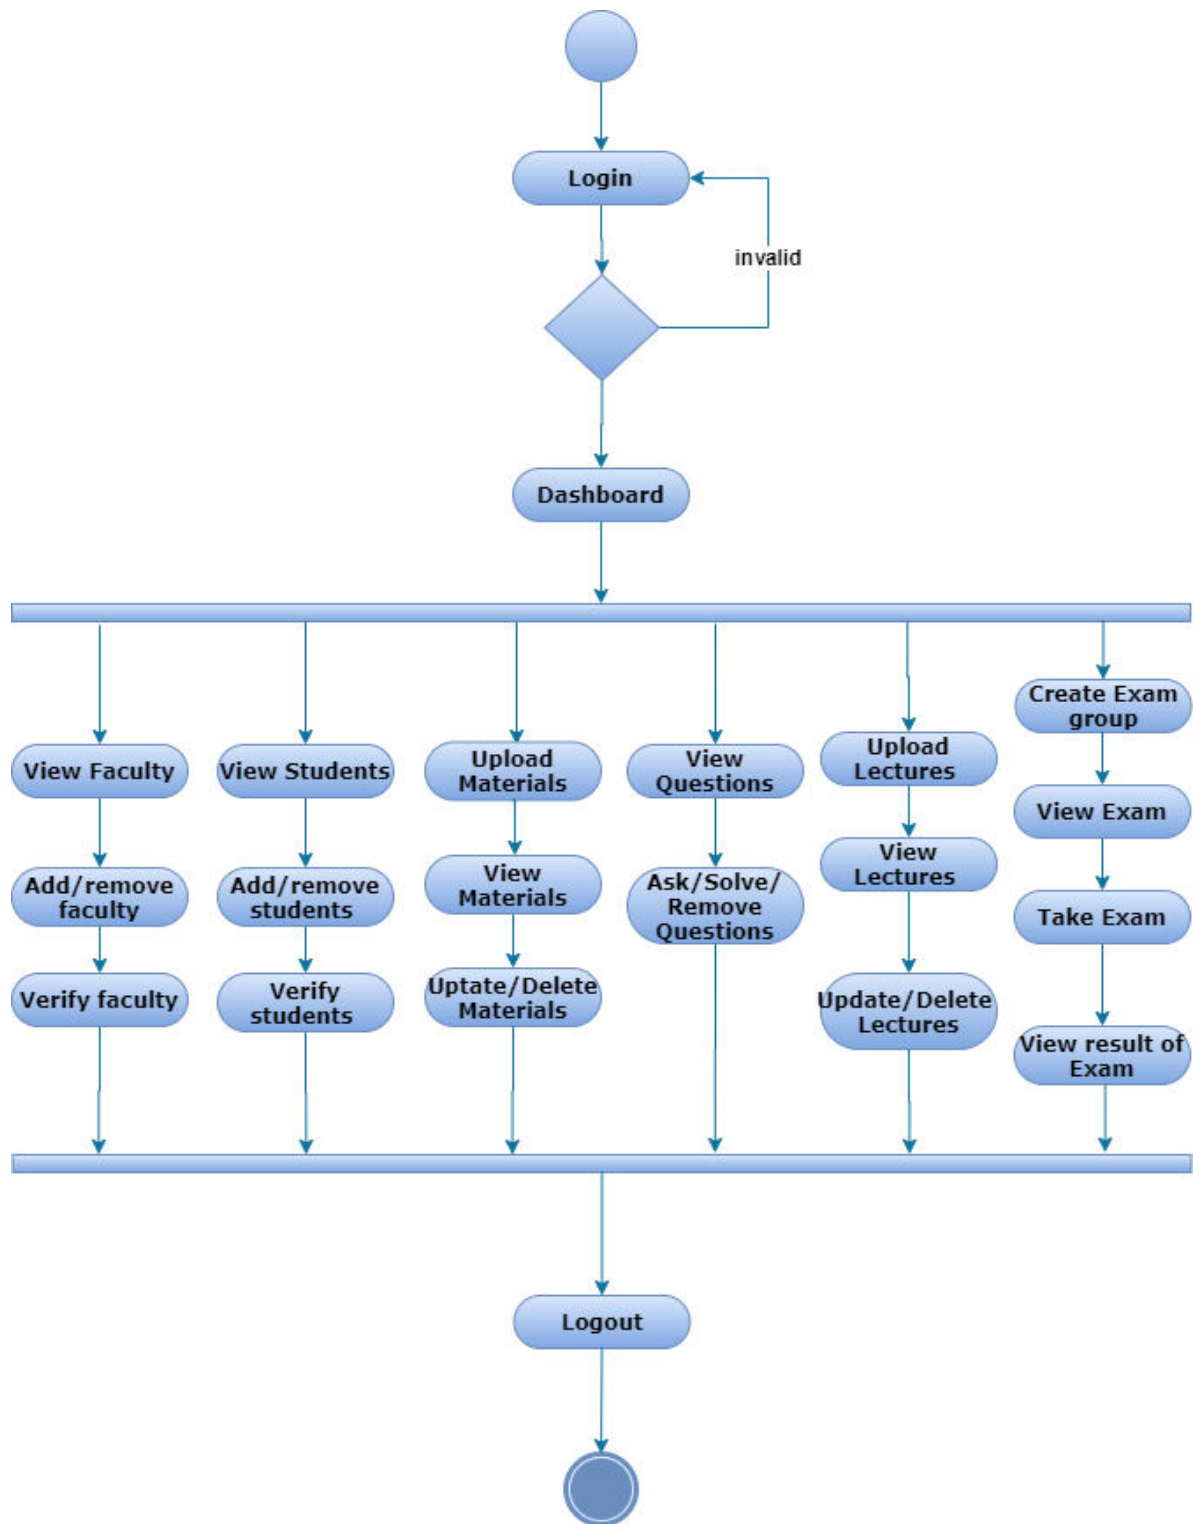 Login
invalid
Dashboard
Create Exam
group
View Faculty
View Students
Upload
Materials
View
Questions
Upload
Lectures
View Exam
Add/remove
faculty
Add/remove
students
View
Materials
Ask/Solve/
Remove
Questions
View
Lectures
Take Exam
Verify faculty
Verify
students
Uptate/Delete
Materials
Update/Delete
Lectures
View result of
Exam
Logout